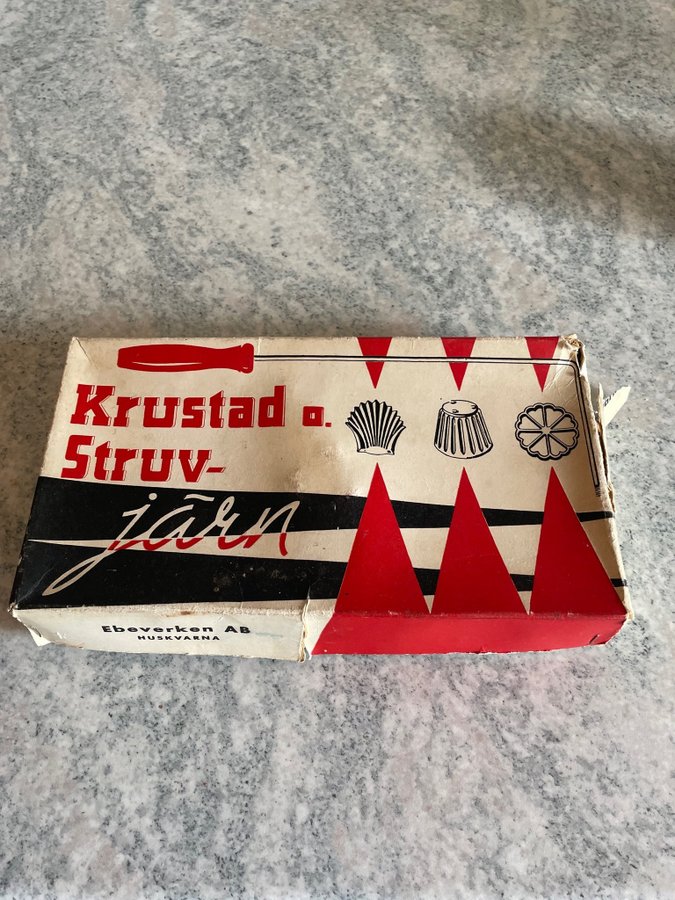 Krustad o.
Struv-
järn
Ebeverken AB
HUSKVARNA